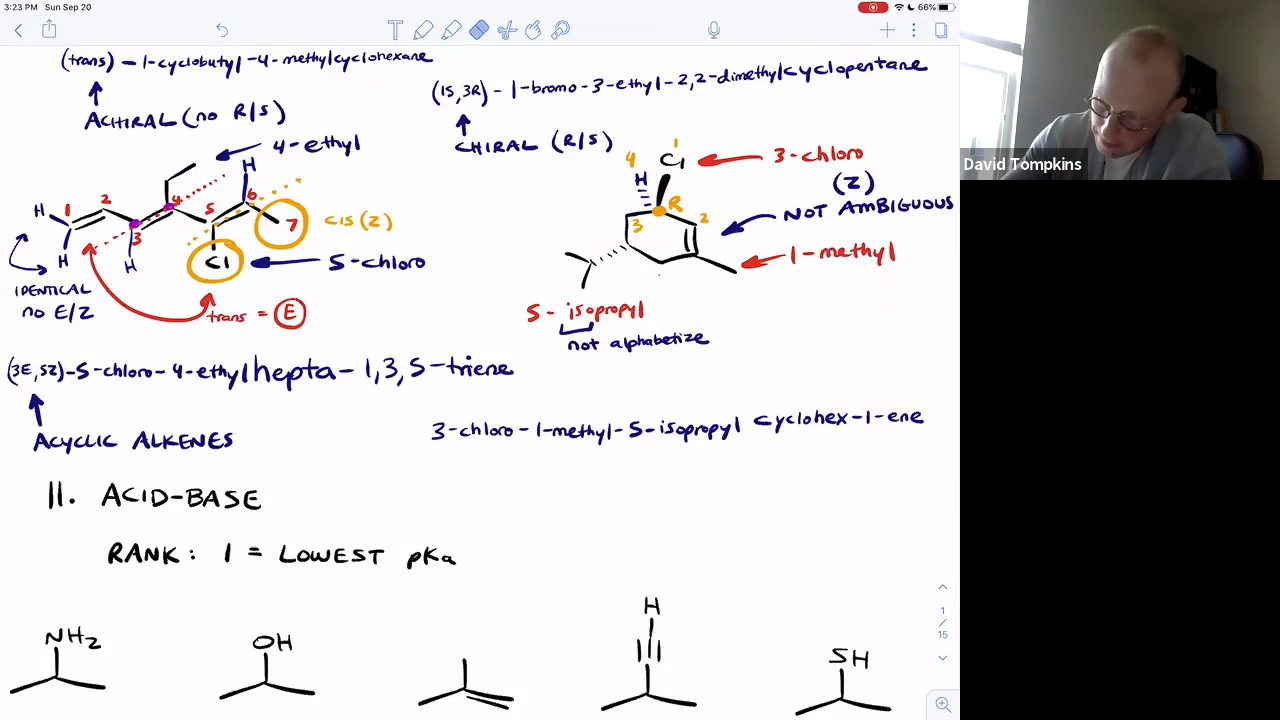 3:23 PM Sun Sep 20
66%
(trans) - 1-cyclobutyl-4-methylcyclohexane
(1S, 3R) - 1-bromo-3-ethyl-2,2-dimethylcyclopentane
ACHIRAL (no R/S)
CHIRAL (R/S)
4-ethyl
H
H
1
2
3
4
5
6
7
H
H
Cl
CIS (Z)
5-chloro
IDENTICAL
no E/Z
trans = E
1
Cl
4
H
R
3
2
3-chloro
(Z)
NOT AMBIGUOUS
1-methyl
5-isopropyl
not alphabetize
David Tompkins
(3E, 5Z)-5-chloro-4-ethylhepta-1,3,5-triene
ACYCLIC ALKENES
3-chloro-1-methyl-5-isopropyl cyclohex-1-ene
II. ACID-BASE
RANK: 1 = LOWEST pKa
NH2
OH
H
SH
1
/
15